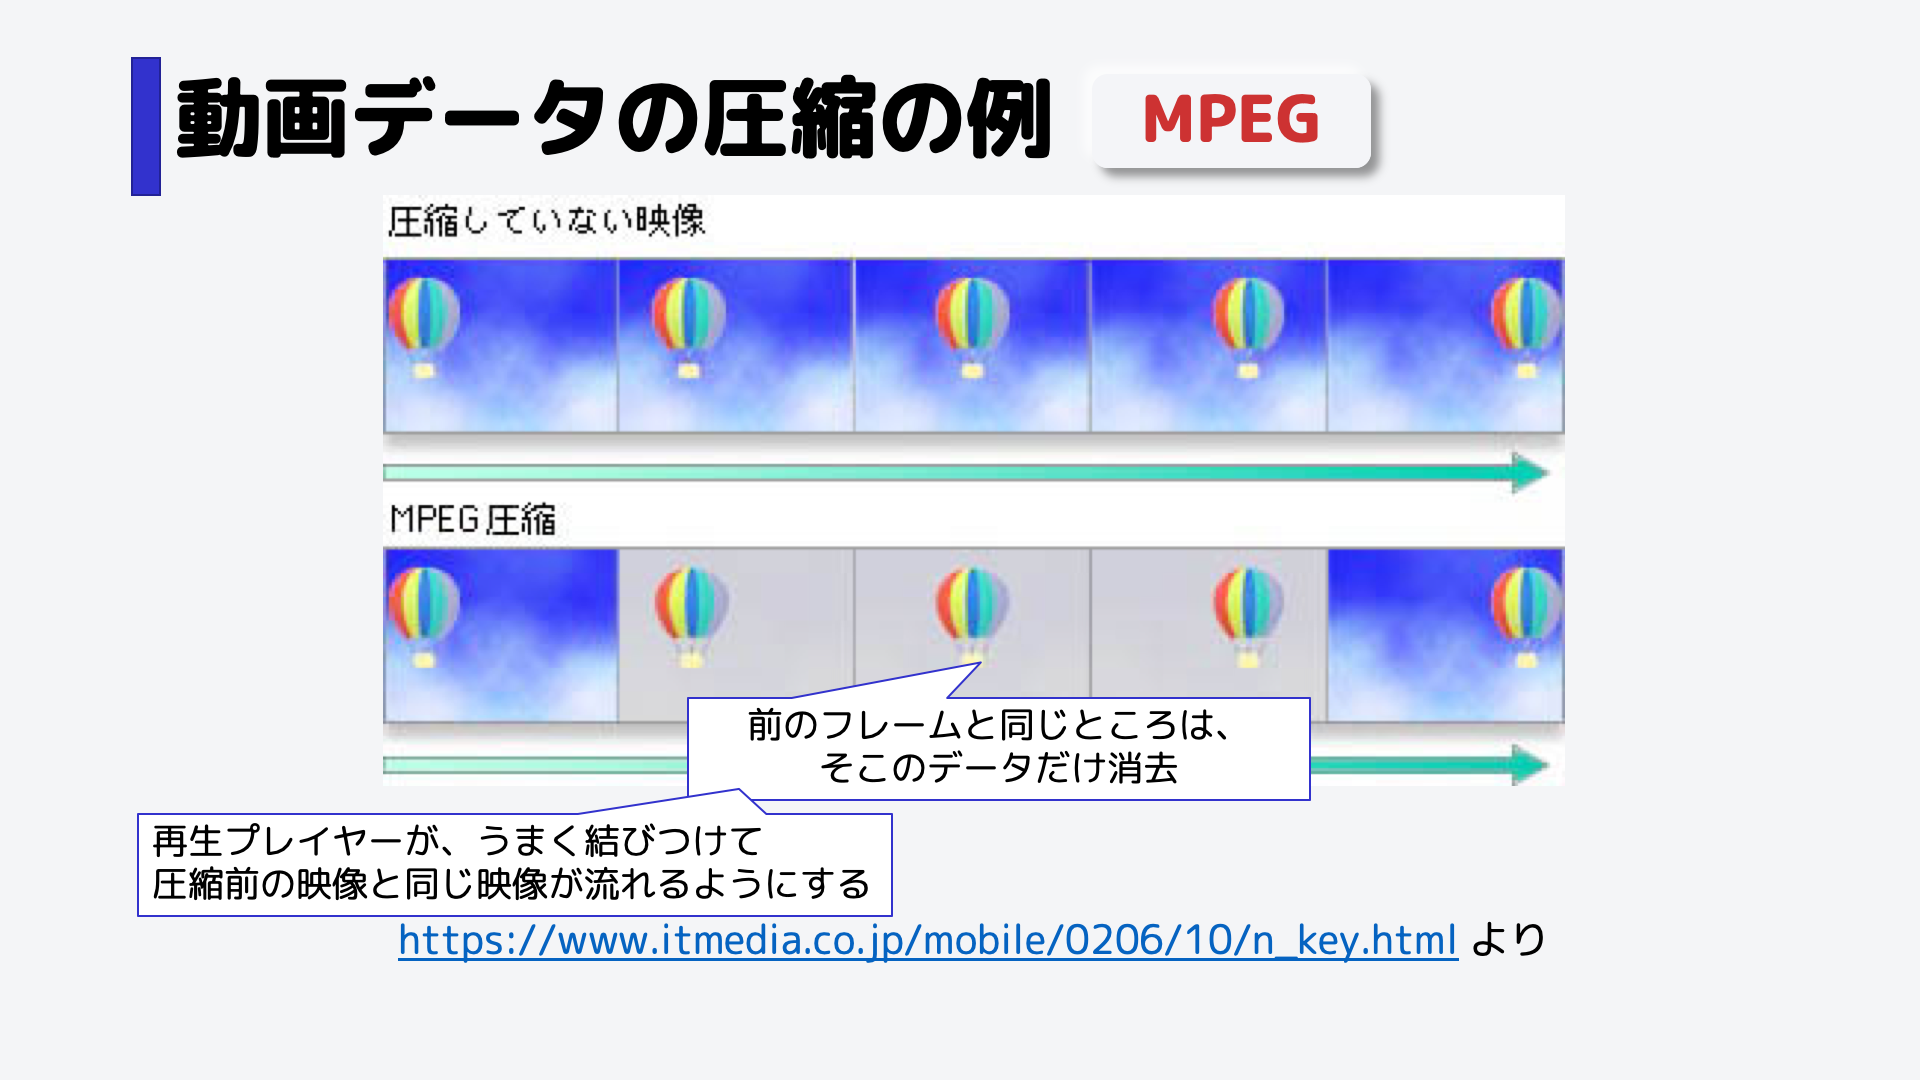 動画データの圧縮の例
MPEG
圧縮していない映像
MPEG圧縮
前のフレームと同じところは、
そこのデータだけ消去
再生プレイヤーが、うまく結びつけて
圧縮前の映像と同じ映像が流れるようにする
https://www.itmedia.co.jp/mobile/0206/10/n_key.html より